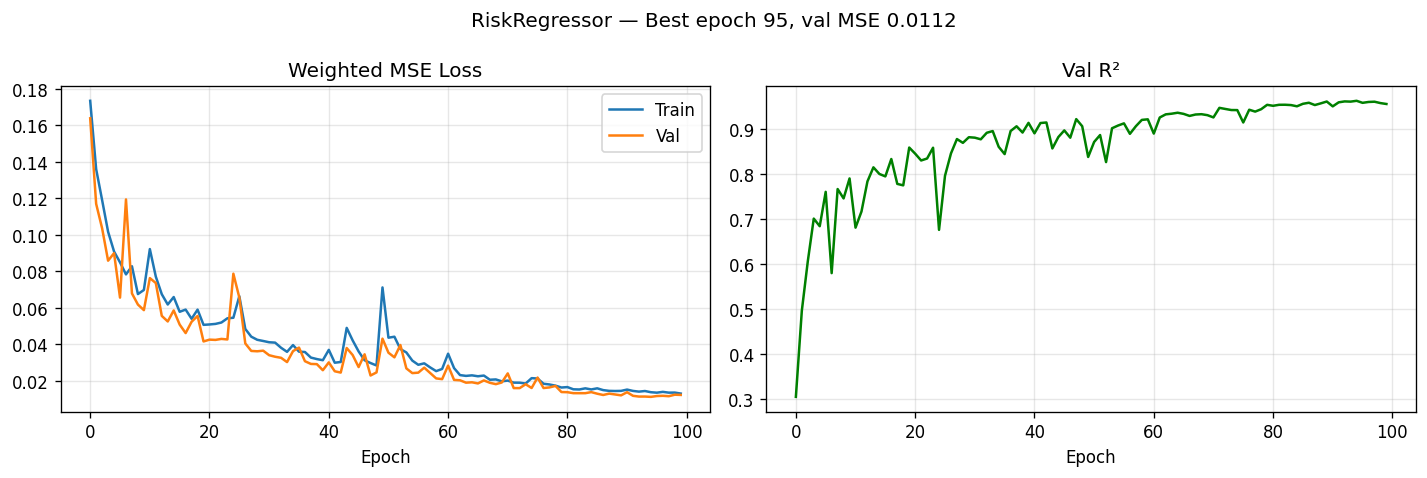 RiskRegressor — Best epoch 95, val MSE 0.0112
Weighted MSE Loss
0.18
0.16
0.14
0.12
0.10
0.08
0.06
0.04
0.02
Train
Val
0 20 40 60 80 100
Epoch
Val R²
0.9
0.8
0.7
0.6
0.5
0.4
0.3
0 20 40 60 80 100
Epoch